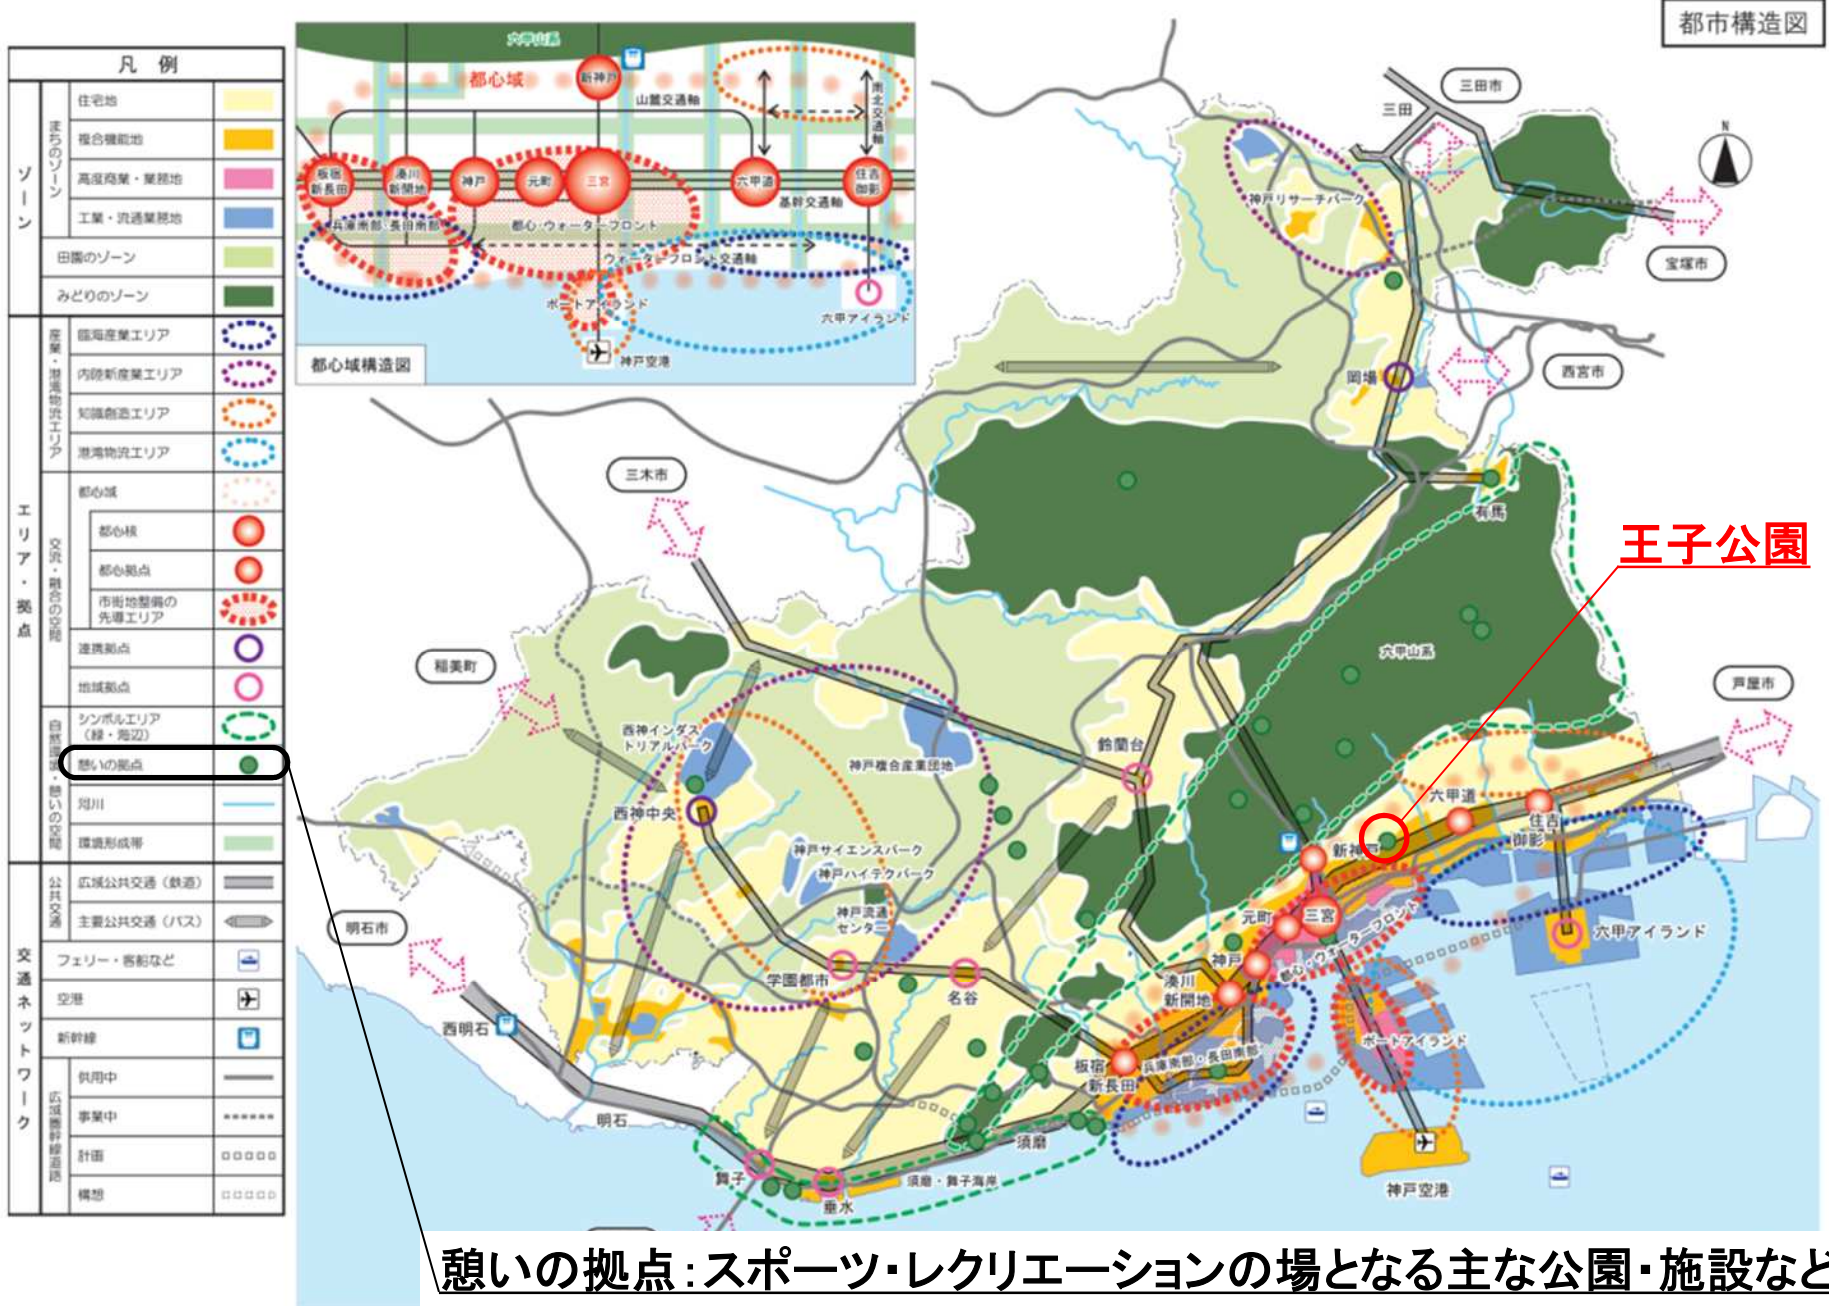 都市構造図
凡 例
ゾーン
まちのゾーン
住宅地
複合機能地
高度商業・業務地
工業・流通業務地
田園のゾーン
みどりのゾーン
エリア・拠点
産業・港湾物流エリア
臨海産業エリア
内陸新産業エリア
知識創造エリア
港湾物流エリア
交流・融合の空間
都心域
都心核
都心拠点
市街地整備の
先導エリア
連携拠点
地域拠点
自然環境・憩いの空間
シンボルエリア
(緑・海辺)
憩いの拠点
河川
環境形成帯
交通ネットワーク
公共交通
広域公共交通(鉄道)
主要公共交通(バス)
フェリー・客船など
空港
新幹線
広域圏幹線道路
供用中
事業中
計画
構想
六甲山系
都心域
新神戸
山麓交通軸
南北交通軸
板宿
新長田
湊川
新開地
神戸
元町
三宮
六甲道
住吉
御影
基幹交通軸
兵庫南部・長田南部
都心・ウォーターフロント
ウォーターフロント交通軸
ポートアイランド
六甲アイランド
神戸空港
都心域構造図
N
三田市
三田
神戸リサーチパーク
宝塚市
岡場
西宮市
三木市
有馬
王子公園
六甲山系
稲美町
芦屋市
西神インダス
トリアルパーク
神戸複合産業団地
鈴蘭台
西神中央
六甲道
住吉
御影
新神戸
神戸サイエンスパーク
神戸ハイテクパーク
神戸流通
センター
明石市
元町
三宮
六甲アイランド
都心・ウォーターフロント
神戸
学園都市
名谷
湊川
新開地
西明石
ポートアイランド
板宿
新長田
兵庫南部・長田南部
明石
須磨
舞子
須磨・舞子海岸
垂水
神戸空港
憩いの拠点:スポーツ・レクリエーションの場となる主な公園・施設など